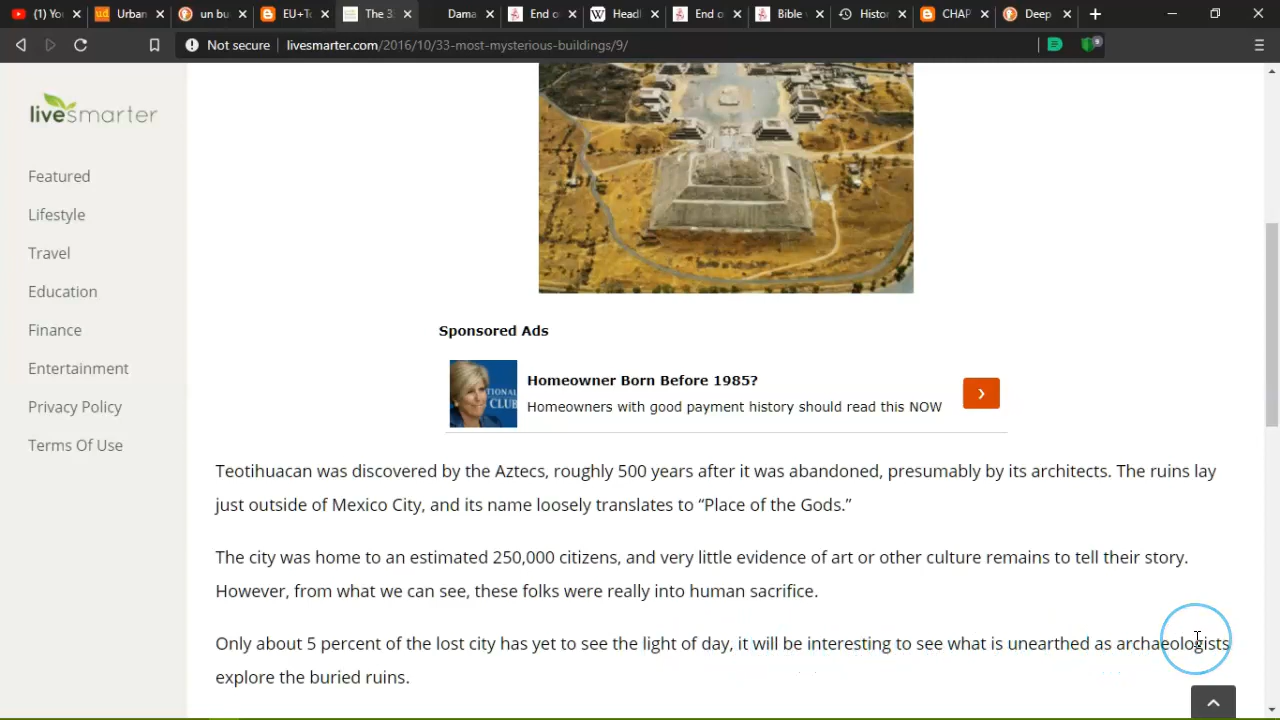 (1) Yo
Urban
un bu
EU+To
The 3
Dama
End o
Headl
End o
Bible
Histor
CHAP
Deep
Not secure
livesmarter.com/2016/10/33-most-mysterious-buildings/9/
9
livesmarter
Featured
Lifestyle
Travel
Education
Finance
Entertainment
Privacy Policy
Terms Of Use
Sponsored Ads
TIONAL
CLUB
Homeowner Born Before 1985?
Homeowners with good payment history should read this NOW
Teotihuacan was discovered by the Aztecs, roughly 500 years after it was abandoned, presumably by its architects. The ruins lay
just outside of Mexico City, and its name loosely translates to “Place of the Gods.”
The city was home to an estimated 250,000 citizens, and very little evidence of art or other culture remains to tell their story.
However, from what we can see, these folks were really into human sacrifice.
Only about 5 percent of the lost city has yet to see the light of day, it will be interesting to see what is unearthed as archaeologists
explore the buried ruins.